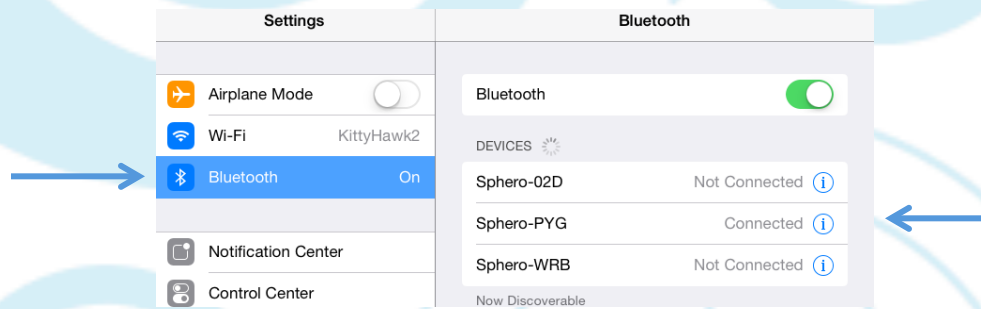 Settings
Airplane Mode
Wi-Fi KittyHawk2
Bluetooth On
Notification Center
Control Center
Bluetooth
Bluetooth
DEVICES
Sphero-02D Not Connected
Sphero-PYG Connected
Sphero-WRB Not Connected
Now Discoverable